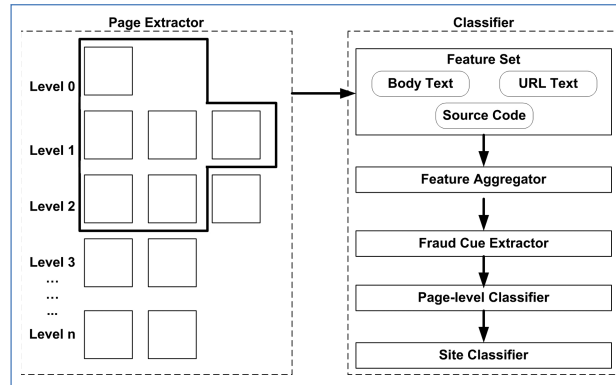 Page Extractor
Level 0
Level 1
Level 2
Level 3
...
...
...
Level n
Classifier
Feature Set
Body Text
URL Text
Source Code
Feature Aggregator
Fraud Cue Extractor
Page-level Classifier
Site Classifier